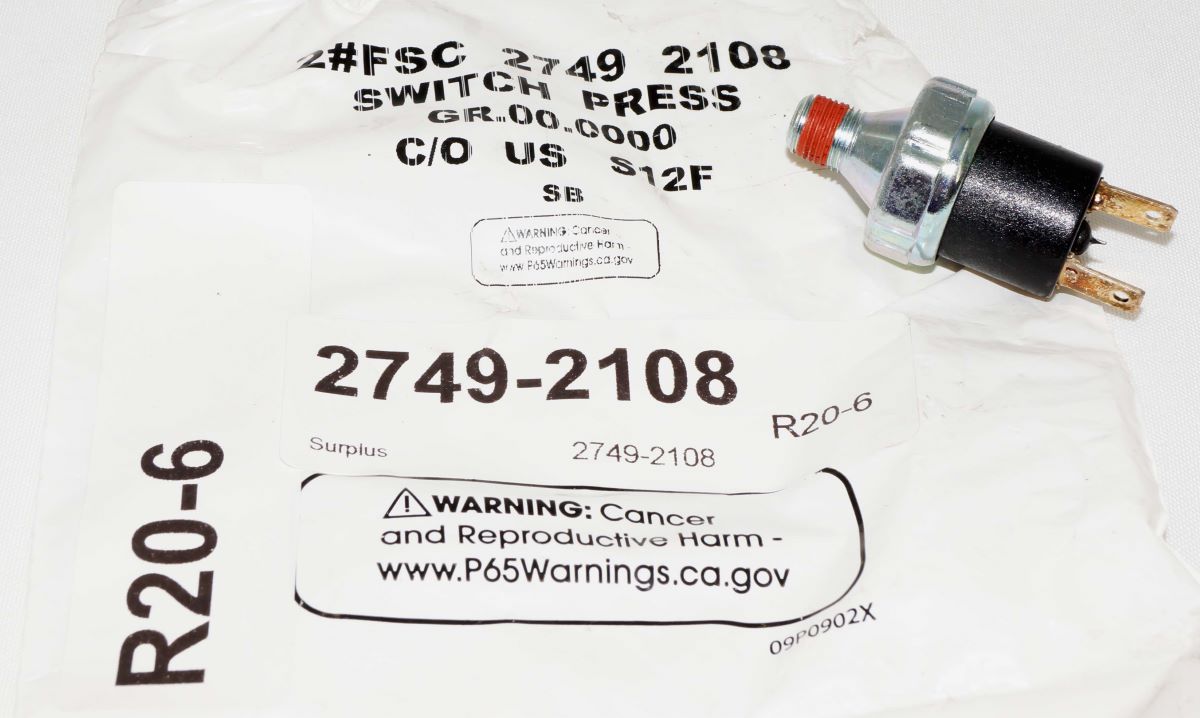 2#FSC 2749 2108
SWITCH PRESS
GR.00.0000
C/O US S12F
SB
⚠WARNING: Cancer
and Reproductive Harm -
www.P65Warnings.ca.gov
2749-2108
R20-6
Surplus 2749-2108
R20-6
⚠WARNING: Cancer
and Reproductive Harm -
www.P65Warnings.ca.gov
09P0902X